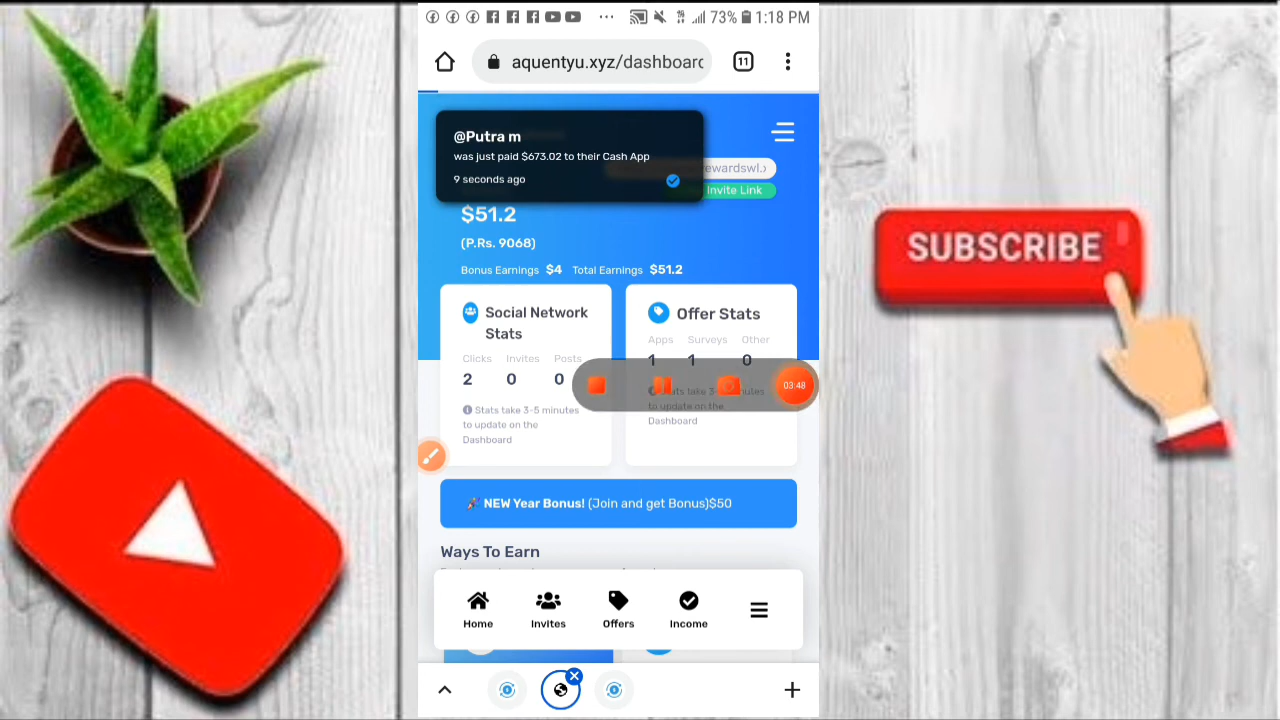 73% 1:18 PM
aquentyu.xyz/dashboard
11
@Putra m
was just paid $673.02 to their Cash App
9 seconds ago
ewardswl.x
Invite Link
$51.2
(P.Rs. 9068)
Bonus Earnings $4 Total Earnings $51.2
Social Network
Stats
Clicks Invites Posts
2 0 0
Stats take 3-5 minutes
to update on the
Dashboard
Offer Stats
Apps Surveys Other
1 1 0
to update on the
Dashboard
03:48
NEW Year Bonus! (Join and get Bonus)$50
Ways To Earn
Home Invites Offers Income
SUBSCRIBE